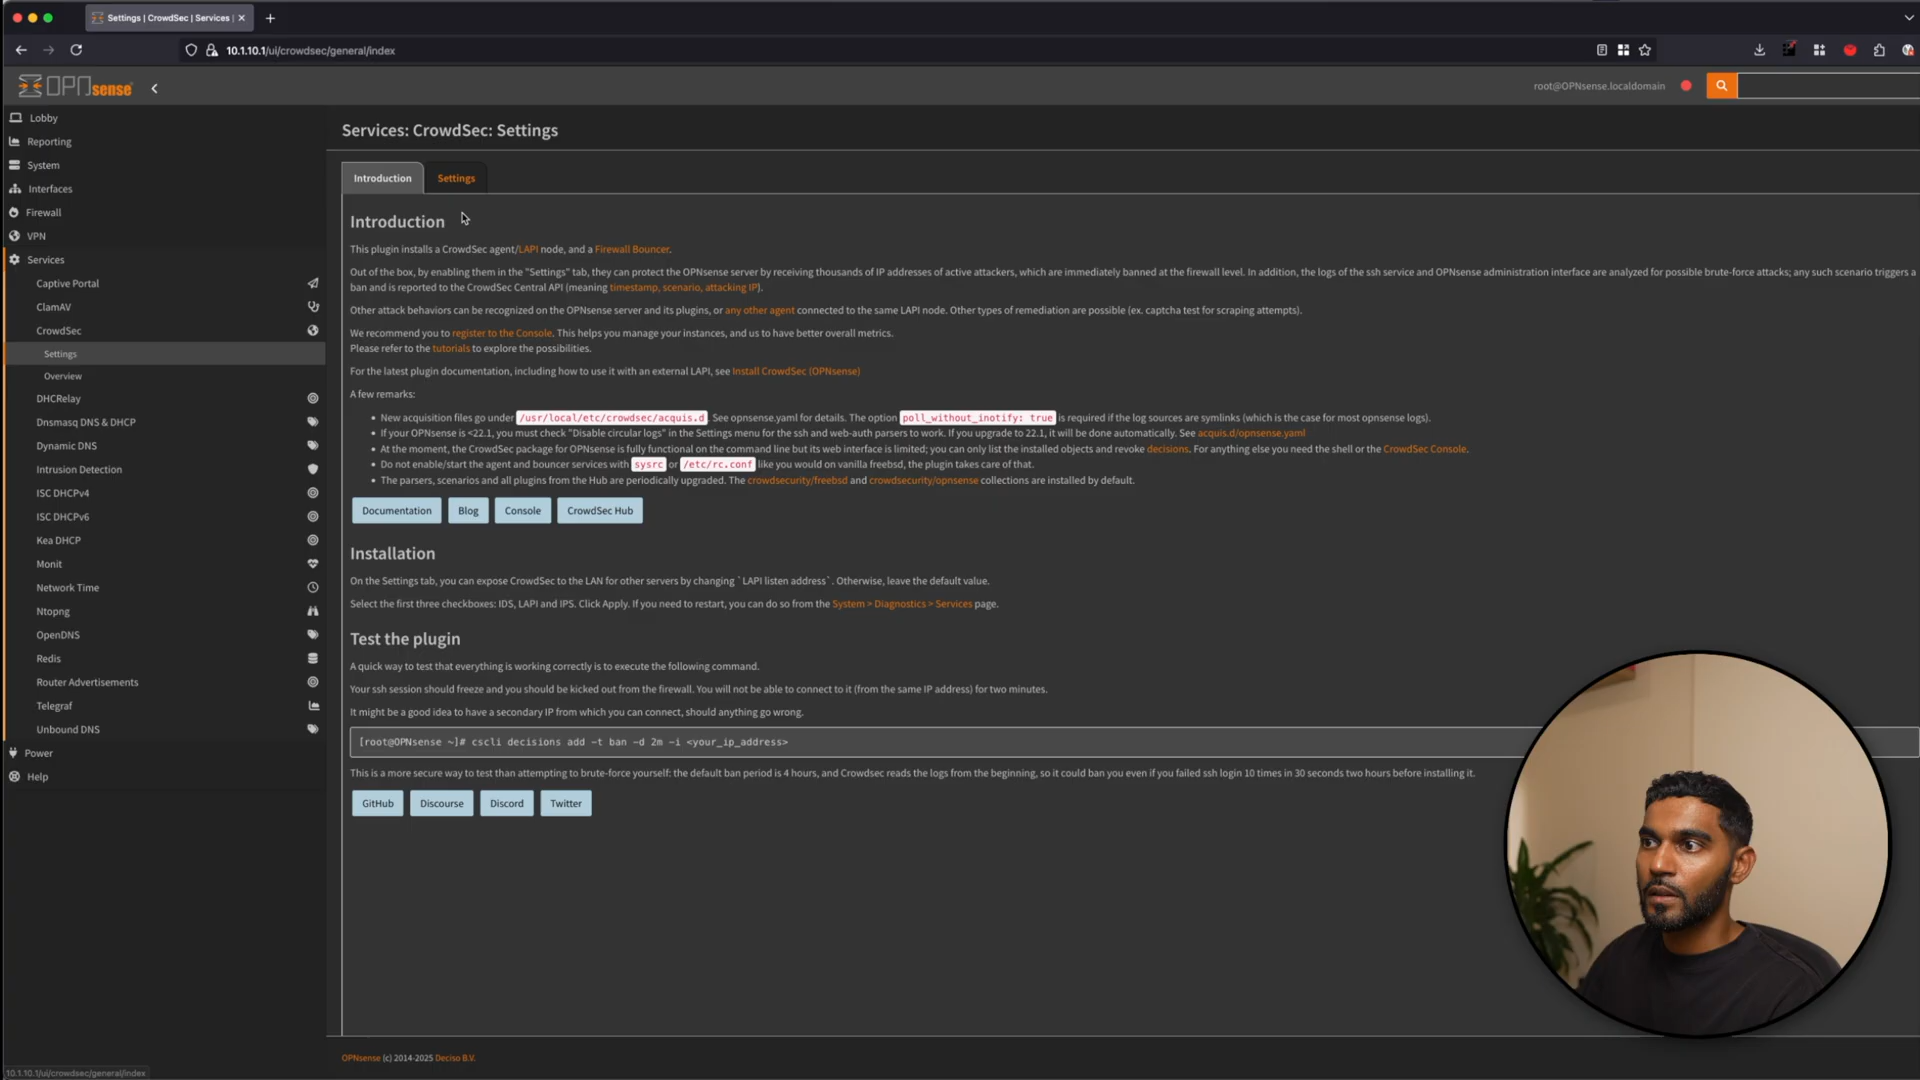 Settings | CrowdSec | Services |
10.1.10.1/ui/crowdsec/general/index
OPNsense
root@OPNsense.localdomain
Lobby
Reporting
System
Interfaces
Firewall
VPN
Services
Captive Portal
ClamAV
CrowdSec
Settings
Overview
DHCRelay
Dnsmasq DNS & DHCP
Dynamic DNS
Intrusion Detection
ISC DHCPv4
ISC DHCPv6
Kea DHCP
Monit
Network Time
Ntopng
OpenDNS
Redis
Router Advertisements
Telegraf
Unbound DNS
Power
Help
10.1.10.1/ui/crowdsec/general/index
Services: CrowdSec: Settings
Introduction
Settings
Introduction
This plugin installs a CrowdSec agent/LAPI node, and a Firewall Bouncer.
Out of the box, by enabling them in the "Settings" tab, they can protect the OPNsense server by receiving thousands of IP addresses of active attackers, which are immediately banned at the firewall level. In addition, the logs of the ssh service and OPNsense administration interface are analyzed for possible brute-force attacks; any such scenario triggers a
ban and is reported to the CrowdSec Central API (meaning timestamp, scenario, attacking IP).
Other attack behaviors can be recognized on the OPNsense server and its plugins, or any other agent connected to the same LAPI node. Other types of remediation are possible (ex. captcha test for scraping attempts).
We recommend you to register to the Console. This helps you manage your instances, and us to have better overall metrics.
Please refer to the tutorials to explore the possibilities.
For the latest plugin documentation, including how to use it with an external LAPI, see Install CrowdSec (OPNsense)
A few remarks:
• New acquisition files go under /usr/local/etc/crowdsec/acquis.d. See opnsense.yaml for details. The option poll_without_inotify: true is required if the log sources are symlinks (which is the case for most opnsense logs).
• If your OPNsense is <22.1, you must check "Disable circular logs" in the Settings menu for the ssh and web-auth parsers to work. If you upgrade to 22.1, it will be done automatically. See acquis.d/opnsense.yaml
• At the moment, the CrowdSec package for OPNsense is fully functional on the command line but its web interface is limited; you can only list the installed objects and revoke decisions. For anything else you need the shell or the CrowdSec Console.
• Do not enable/start the agent and bouncer services with sysrc or /etc/rc.conf like you would on vanilla freebsd, the plugin takes care of that.
• The parsers, scenarios and all plugins from the Hub are periodically upgraded. The crowdsecurity/freebsd and crowdsecurity/opnsense collections are installed by default.
Documentation
Blog
Console
CrowdSec Hub
Installation
On the Settings tab, you can expose CrowdSec to the LAN for other servers by changing `LAPI listen address`. Otherwise, leave the default value.
Select the first three checkboxes: IDS, LAPI and IPS. Click Apply. If you need to restart, you can do so from the System > Diagnostics > Services page.
Test the plugin
A quick way to test that everything is working correctly is to execute the following command.
Your ssh session should freeze and you should be kicked out from the firewall. You will not be able to connect to it (from the same IP address) for two minutes.
It might be a good idea to have a secondary IP from which you can connect, should anything go wrong.
[root@OPNsense ~]# cscli decisions add -t ban -d 2m -i <your_ip_address>
This is a more secure way to test than attempting to brute-force yourself: the default ban period is 4 hours, and Crowdsec reads the logs from the beginning, so it could ban you even if you failed ssh login 10 times in 30 seconds two hours before installing it.
GitHub
Discourse
Discord
Twitter
OPNsense (c) 2014-2025 Deciso B.V.